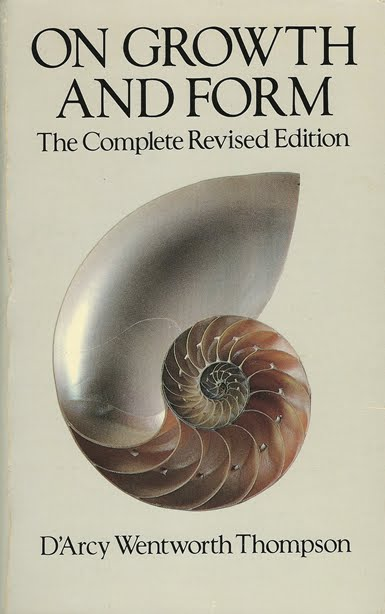 ON GROWTH
AND FORM
The Complete Revised Edition
D'Arcy Wentworth Thompson